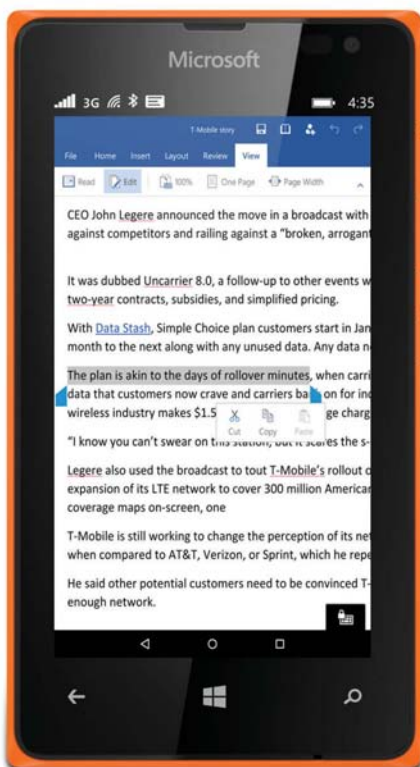 Microsoft
3G 4:35
T-Mobile story
File Home Insert Layout Review View
Read Edit 100% One Page Page Width
CEO John Legere announced the move in a broadcast with
against competitors and railing against a "broken, arrogant
It was dubbed Uncarrier 8.0, a follow-up to other events w
two-year contracts, subsidies, and simplified pricing.
With Data Stash, Simple Choice plan customers start in Jan
month to the next along with any unused data. Any data n
The plan is akin to the days of rollover minutes, when carri
data that customers now crave and carriers on for ind
wireless industry makes $1.5 ge charg
Cut Copy Paste
"I know you can't swear on this station, but it scares the s-
Legere also used the broadcast to tout T-Mobile's rollout o
expansion of its LTE network to cover 300 million American
coverage maps on-screen, one
T-Mobile is still working to change the perception of its net
when compared to AT&T, Verizon, or Sprint, which he repe
He said other potential customers need to be convinced T-
enough network.